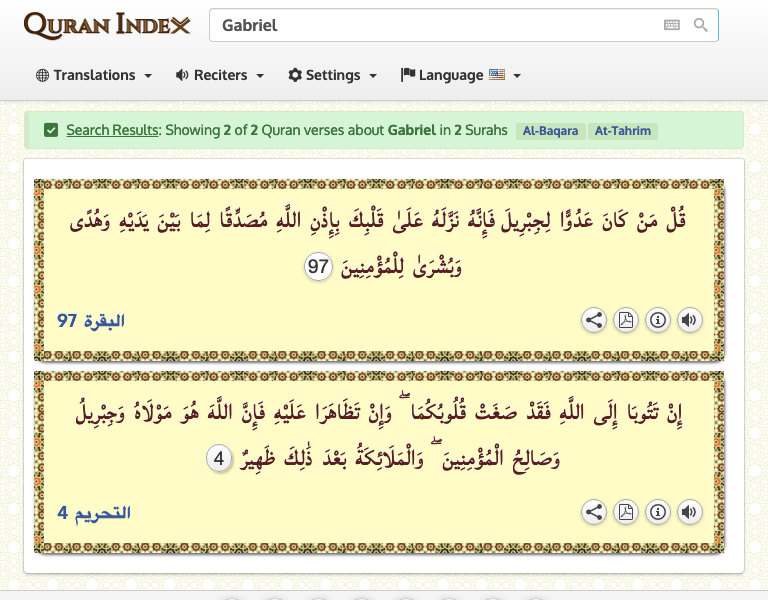 QURAN INDEX
Gabriel
Translations Reciters Settings Language
Search Results: Showing 2 of 2 Quran verses about Gabriel in 2 Surahs Al-Baqara At-Tahrim
قُلْ مَنْ كَانَ عَدُوًّا لِجِبْرِيلَ فَإِنَّهُ نَزَّلَهُ عَلَىٰ قَلْبِكَ بِإِذْنِ اللَّهِ مُصَدِّقًا لِمَا بَيْنَ يَدَيْهِ وَهُدًى
وَبُشْرَىٰ لِلْمُؤْمِنِينَ 97
البقرة 97
إِنْ تَتُوبَا إِلَى اللَّهِ فَقَدْ صَغَتْ قُلُوبُكُمَا ۖ وَإِنْ تَظَاهَرَا عَلَيْهِ فَإِنَّ اللَّهَ هُوَ مَوْلَاهُ وَجِبْرِيلُ
وَصَالِحُ الْمُؤْمِنِينَ ۖ وَالْمَلَائِكَةُ بَعْدَ ذَٰلِكَ ظَهِيرٌ 4
التحريم 4